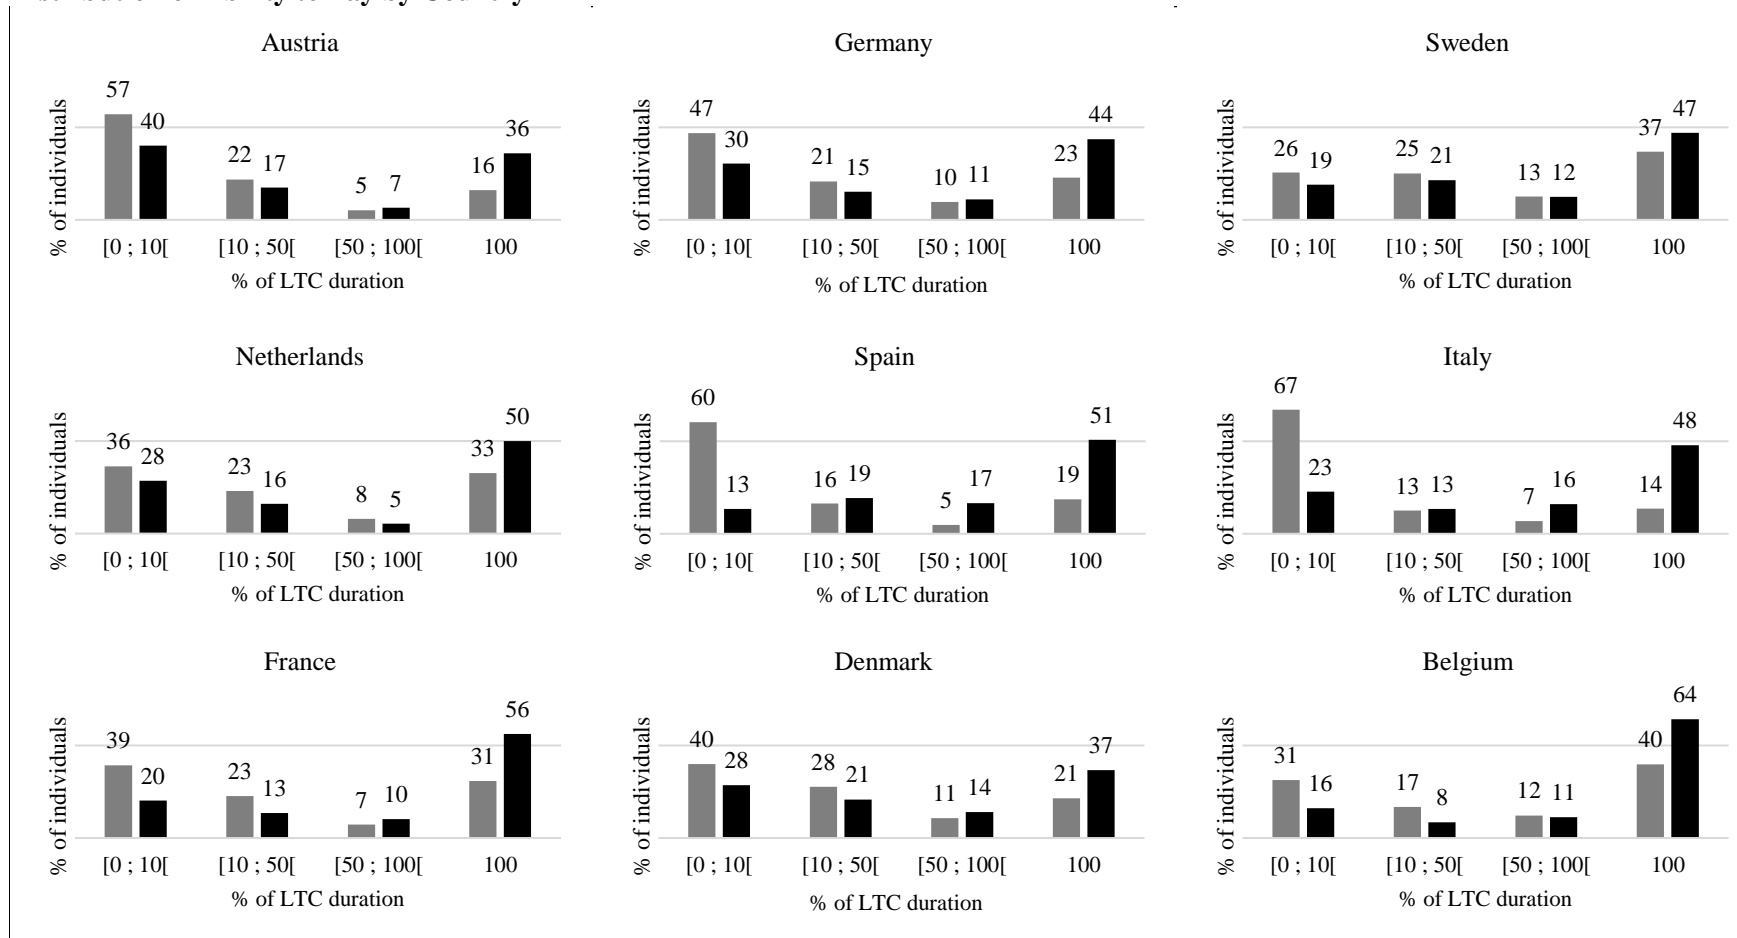 to Pay by Country
Austria
57
40
22
17
5
7
16
36
% of individuals
[0 ; 10[ [10 ; 50[ [50 ; 100[ 100
% of LTC duration
Germany
47
30
21
15
10
11
23
44
% of individuals
[0 ; 10[ [10 ; 50[ [50 ; 100[ 100
% of LTC duration
Sweden
26
19
25
21
13
12
37
47
% of individuals
[0 ; 10[ [10 ; 50[ [50 ; 100[ 100
% of LTC duration
Netherlands
36
28
23
16
8
5
33
50
% of individuals
[0 ; 10[ [10 ; 50[ [50 ; 100[ 100
% of LTC duration
Spain
60
13
16
19
5
17
19
51
% of individuals
[0 ; 10[ [10 ; 50[ [50 ; 100[ 100
% of LTC duration
Italy
67
23
13
13
7
16
14
48
% of individuals
[0 ; 10[ [10 ; 50[ [50 ; 100[ 100
% of LTC duration
France
39
20
23
13
7
10
31
56
% of individuals
[0 ; 10[ [10 ; 50[ [50 ; 100[ 100
% of LTC duration
Denmark
40
28
28
21
11
14
21
37
% of individuals
[0 ; 10[ [10 ; 50[ [50 ; 100[ 100
% of LTC duration
Belgium
31
16
17
8
12
11
40
64
% of individuals
[0 ; 10[ [10 ; 50[ [50 ; 100[ 100
% of LTC duration